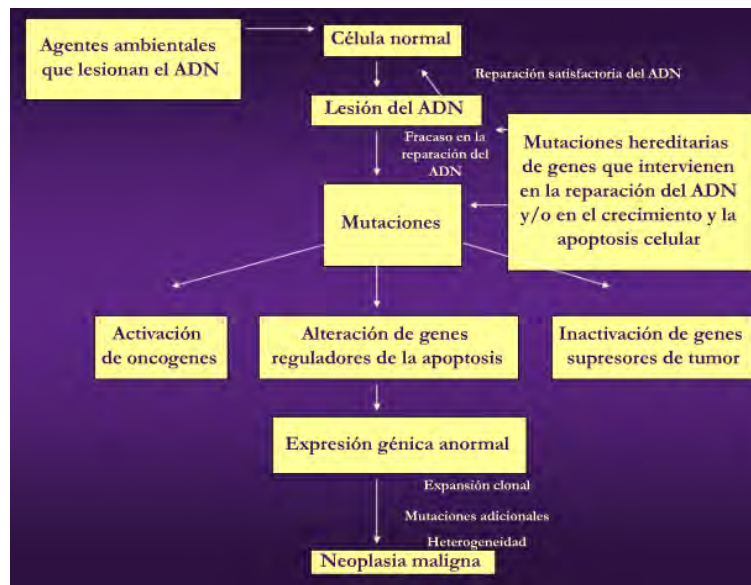 Agentes ambientales
que lesionan el ADN
Célula normal
Reparación satisfactoria del ADN
Lesión del ADN
Fracaso en la
reparación del
ADN
Mutaciones hereditarias
de genes que intervienen
en la reparación del ADN
y/o en el crecimiento y la
apoptosis celular
Mutaciones
Activación
de oncogenes
Alteración de genes
reguladores de la apoptosis
Inactivación de genes
supresores de tumor
Expresión génica anormal
Expansión clonal
Mutaciones adicionales
Heterogeneidad
Neoplasia maligna